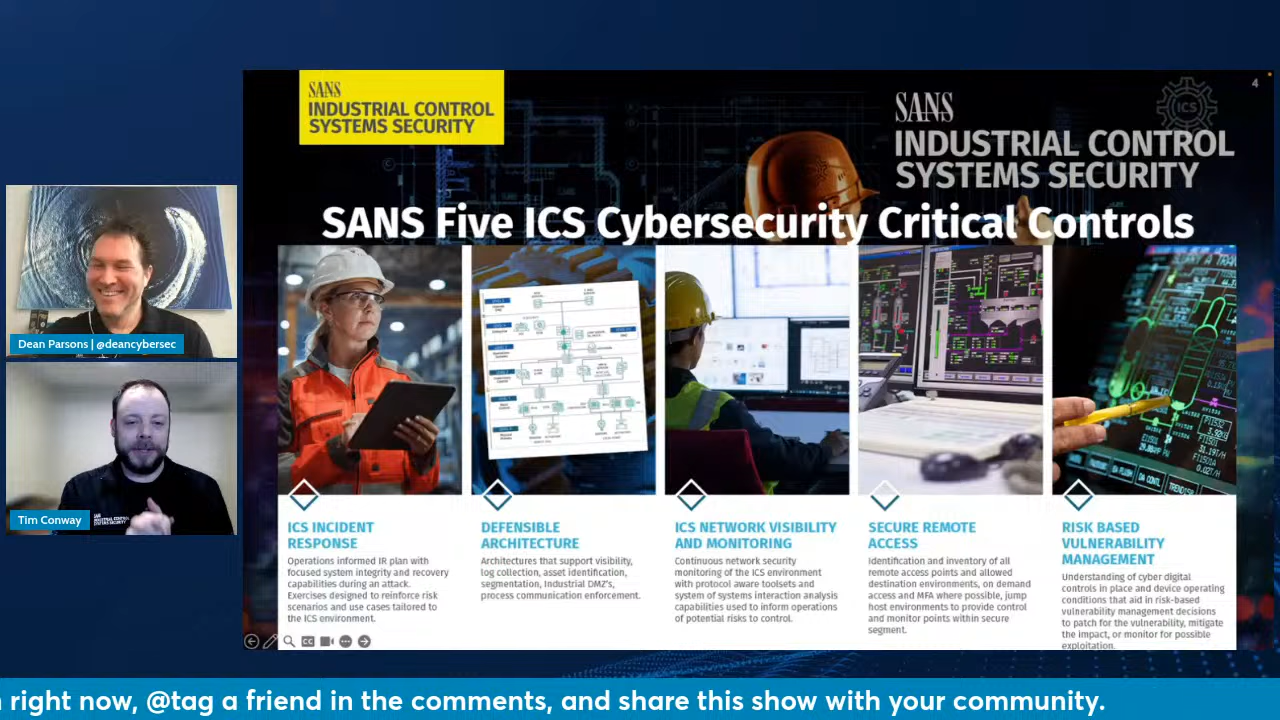 SANS
INDUSTRIAL CONTROL
SYSTEMS SECURITY
4
SANS
ICS
INDUSTRIAL CONTROL
SYSTEMS SECURITY
SANS Five ICS Cybersecurity Critical Controls
Dean Parsons | @deancybersec
Tim Conway
ICS INCIDENT
RESPONSE
Operations informed IR plan with
focused system integrity and recovery
capabilities during an attack.
Exercises designed to reinforce risk
scenarios and use cases tailored to
the ICS environment.
DEFENSIBLE
ARCHITECTURE
Architectures that support visibility,
log collection, asset identification,
segmentation, Industrial DMZ's,
process communication enforcement.
ICS NETWORK VISIBILITY
AND MONITORING
Continuous network security
monitoring of the ICS environment
with protocol aware toolsets and
system of systems interaction analysis
capabilities used to inform operations
of potential risks to control.
SECURE REMOTE
ACCESS
Identification and inventory of all
remote access points and allowed
destination environments, on demand
access and MFA where possible, jump
host environments to provide control
and monitor points within secure
segment.
RISK BASED
VULNERABILITY
MANAGEMENT
Understanding of cyber digital
controls in place and device operating
conditions that aid in risk-based
vulnerability management decisions
to patch for the vulnerability, mitigate
the impact, or monitor for possible
exploitation.
right now, @tag a friend in the comments, and share this show with your community.